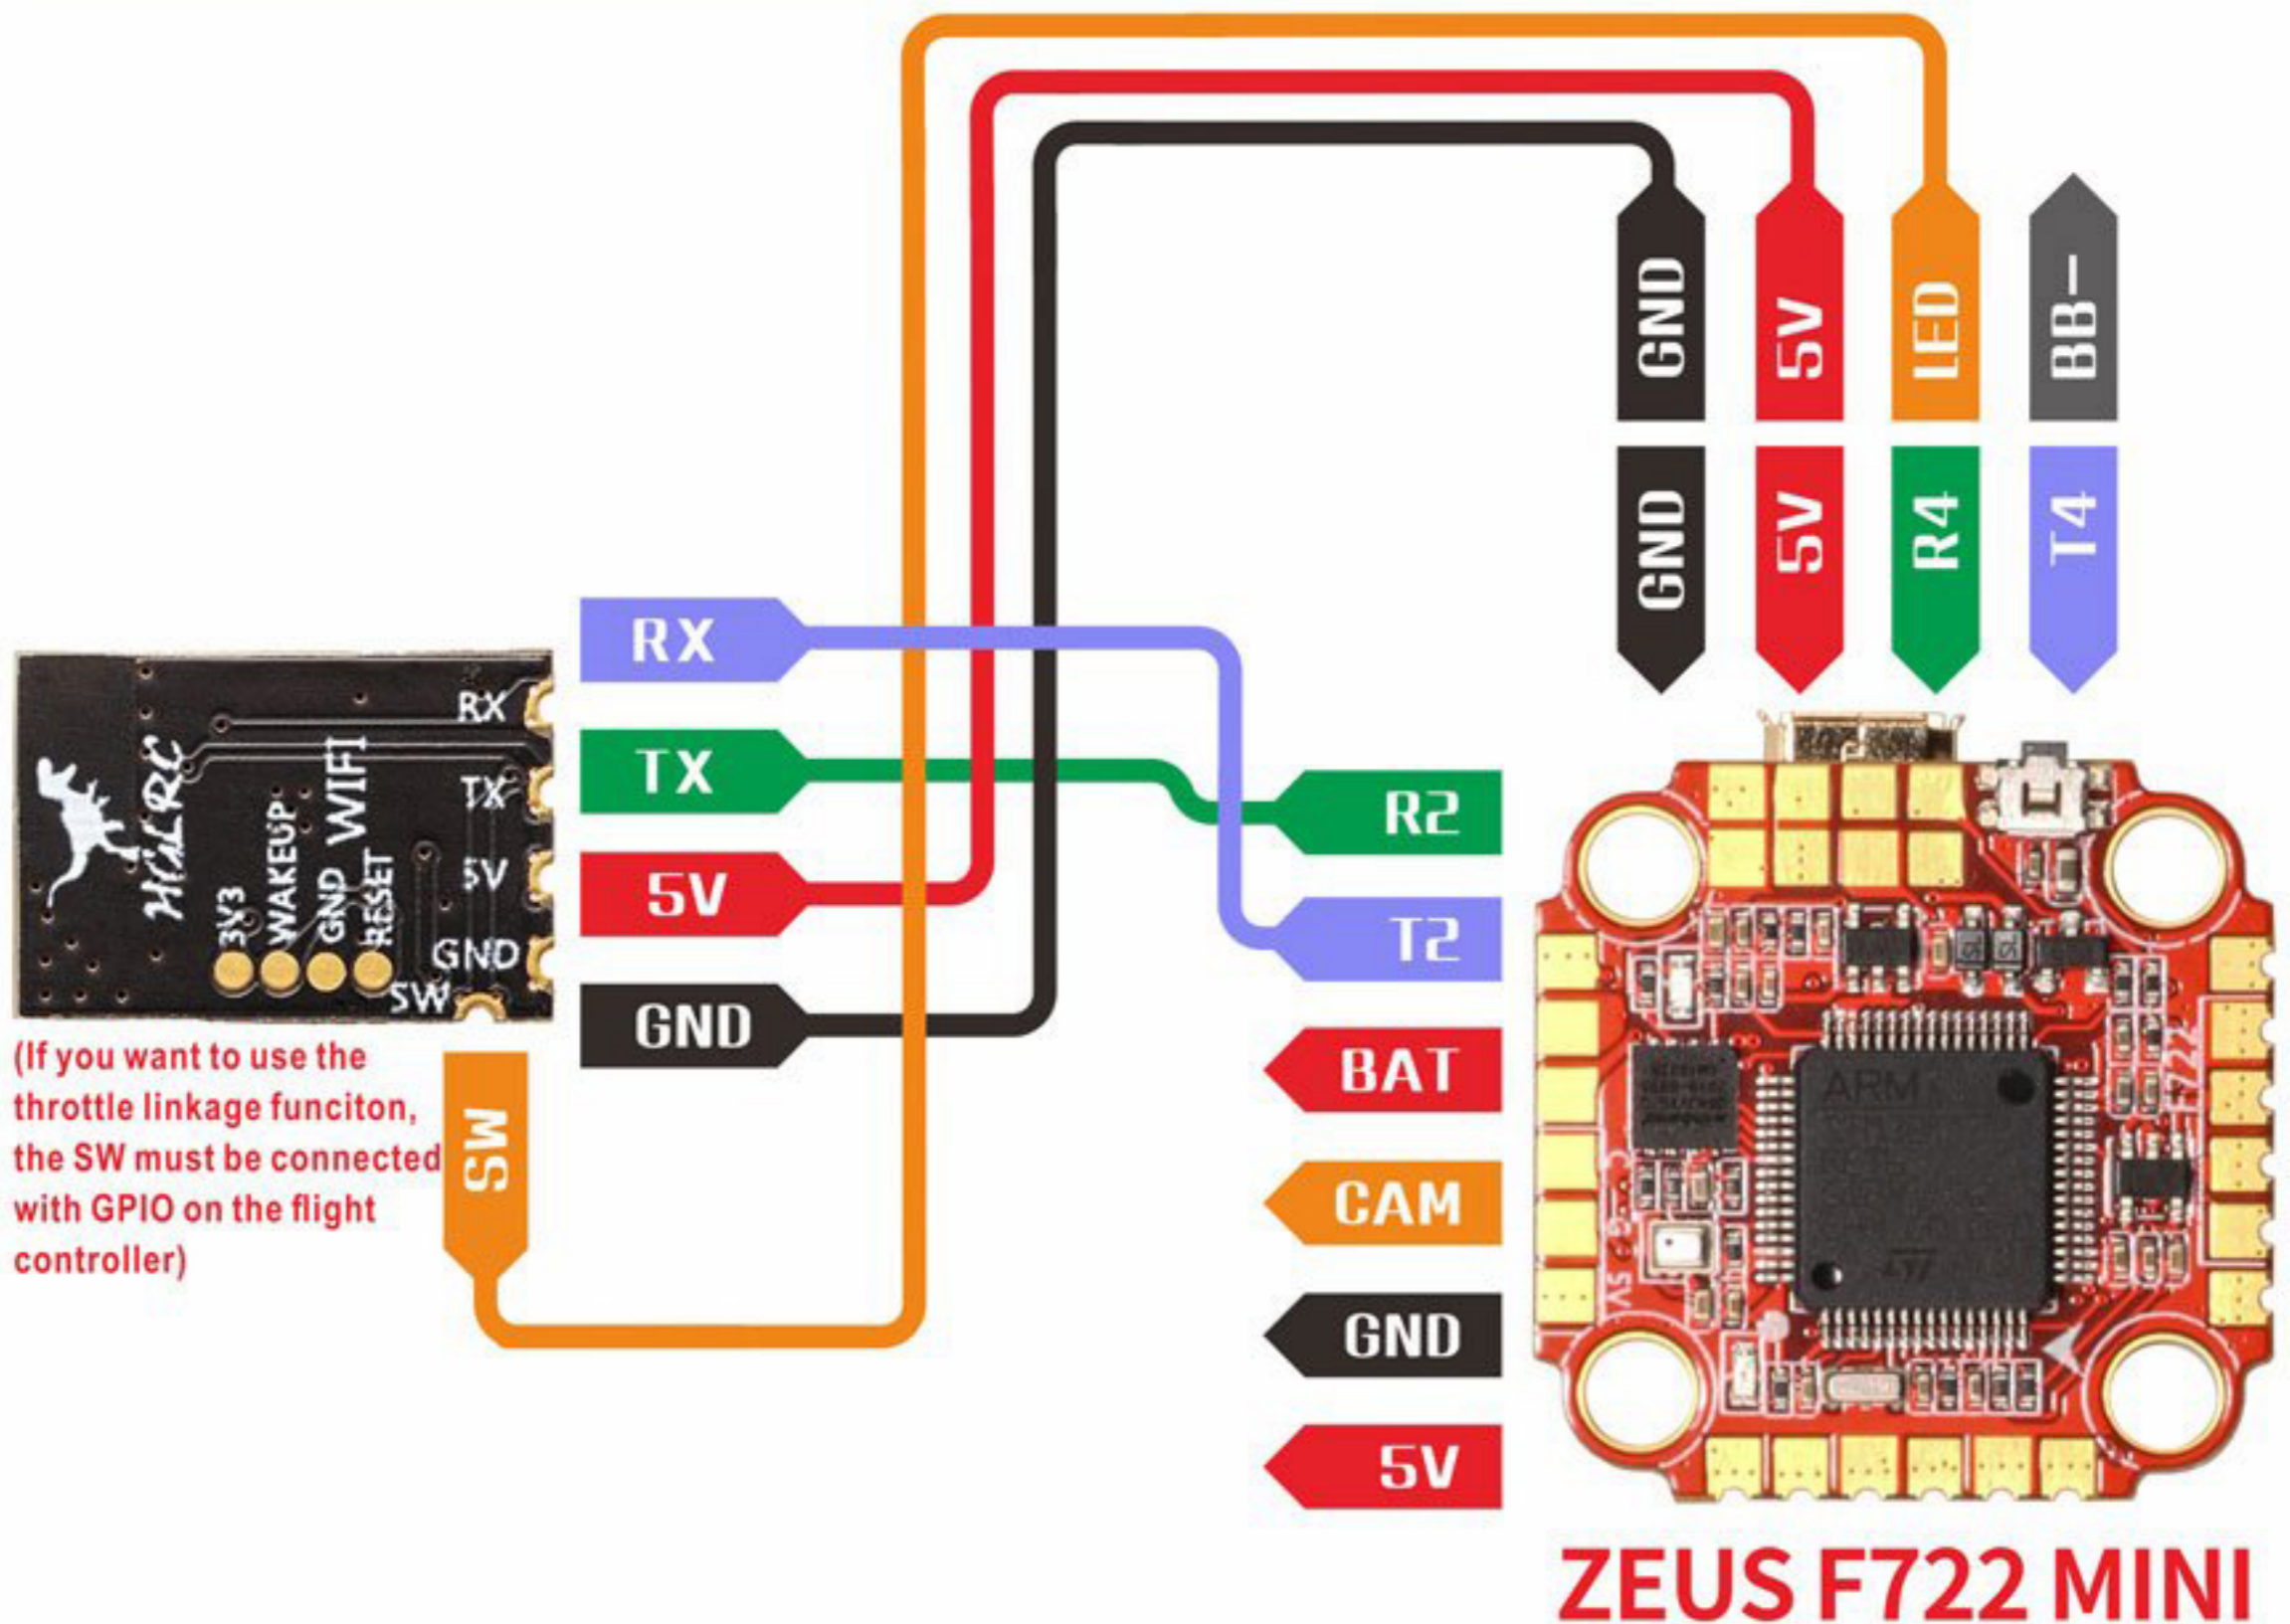 GND
5V
LED
BB-
GND
5V
R4
T4
RX
TX
5V
GND
SW
RX
TX
5V
GND
SW
HGLRC
WIFI
3V3
WAKEUP
GND
RESET
(If you want to use the
throttle linkage funciton,
the SW must be connected
with GPIO on the flight
controller)
R2
T2
BAT
CAM
GND
5V
ARM
F722
5V
ZEUS F722 MINI